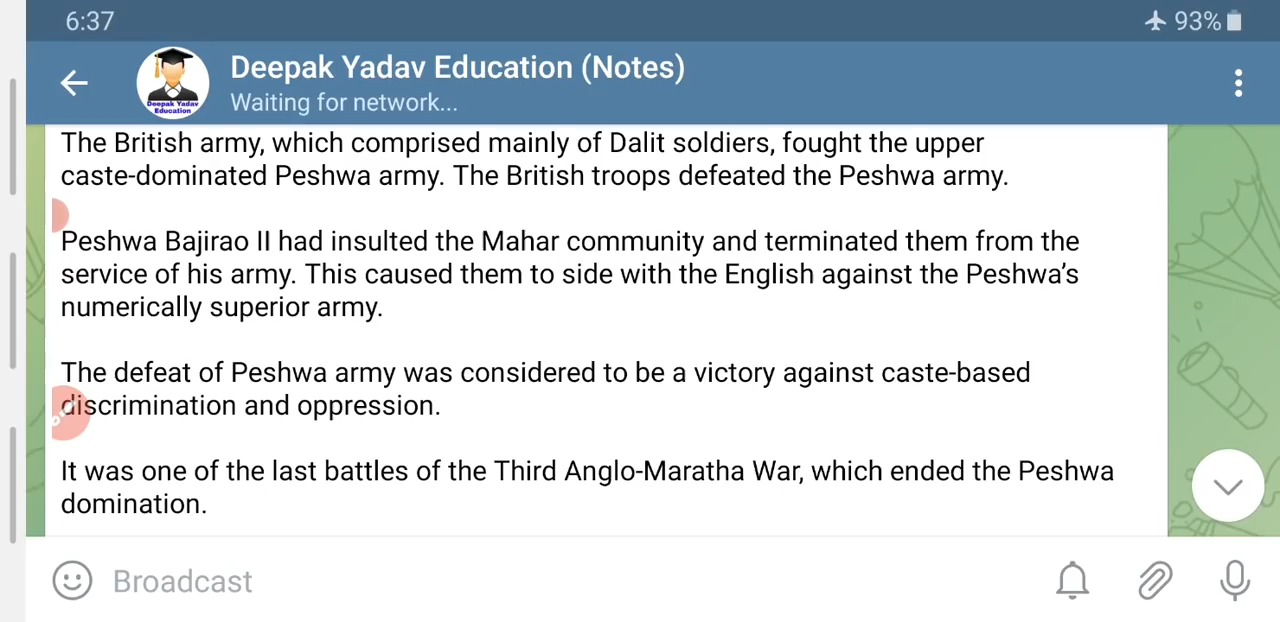 6:37
93%
Deepak Yadav Education (Notes)
Deepak Yadav
Education
Waiting for network...
The British army, which comprised mainly of Dalit soldiers, fought the upper
caste-dominated Peshwa army. The British troops defeated the Peshwa army.
Peshwa Bajirao II had insulted the Mahar community and terminated them from the
service of his army. This caused them to side with the English against the Peshwa’s
numerically superior army.
The defeat of Peshwa army was considered to be a victory against caste-based
discrimination and oppression.
It was one of the last battles of the Third Anglo-Maratha War, which ended the Peshwa
domination.
Broadcast